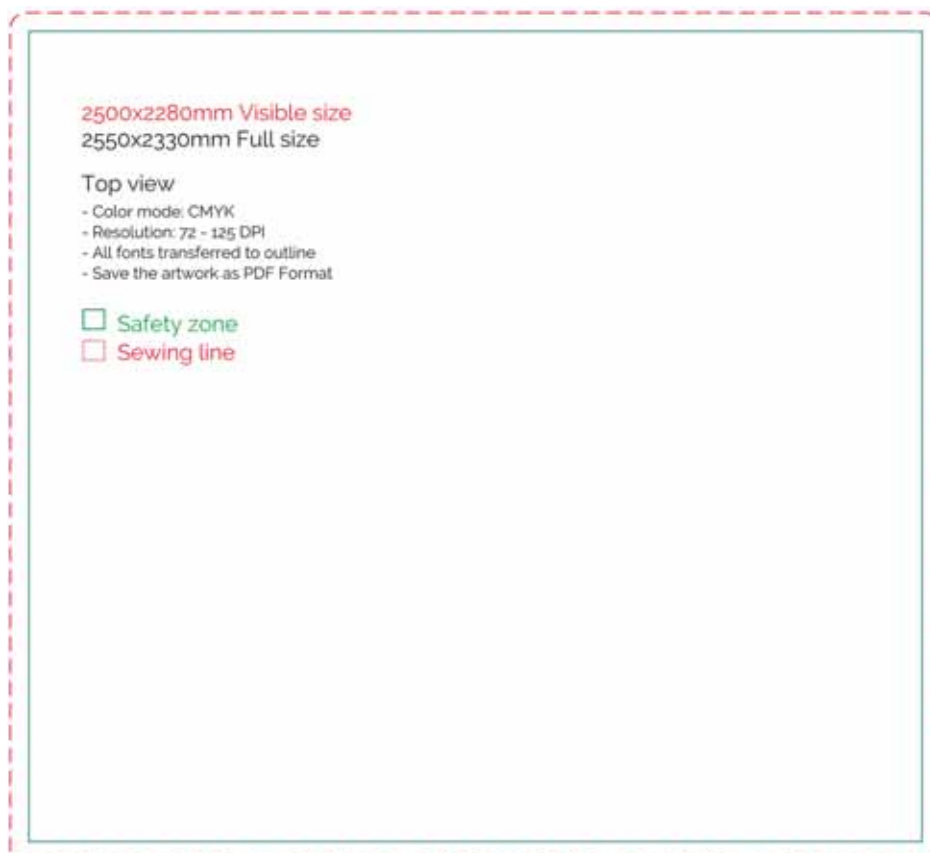 2500x2280mm Visible size
2550x2330mm Full size
Top view
- Color mode: CMYK
- Resolution: 72 - 125 DPI
- All fonts transferred to outline
- Save the artwork as PDF Format
Safety zone
Sewing line